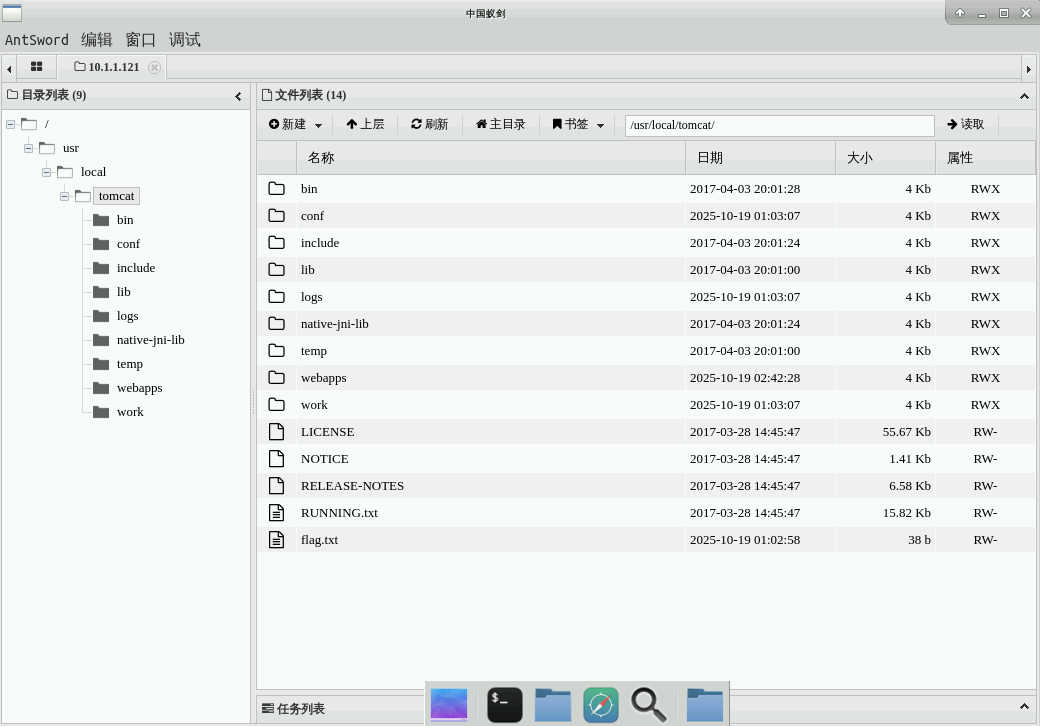 中国蚁剑
AntSword 编辑 窗口 调试
10.1.1.121
目录列表 (9)
/
usr
local
tomcat
bin
conf
include
lib
logs
native-jni-lib
temp
webapps
work
文件列表 (14)
新建 上层 刷新 主目录 书签 /usr/local/tomcat/ 读取
名称 日期 大小 属性
bin 2017-04-03 20:01:28 4 Kb RWX
conf 2025-10-19 01:03:07 4 Kb RWX
include 2017-04-03 20:01:24 4 Kb RWX
lib 2017-04-03 20:01:00 4 Kb RWX
logs 2025-10-19 01:03:07 4 Kb RWX
native-jni-lib 2017-04-03 20:01:24 4 Kb RWX
temp 2017-04-03 20:01:00 4 Kb RWX
webapps 2025-10-19 02:42:28 4 Kb RWX
work 2025-10-19 01:03:07 4 Kb RWX
LICENSE 2017-03-28 14:45:47 55.67 Kb RW-
NOTICE 2017-03-28 14:45:47 1.41 Kb RW-
RELEASE-NOTES 2017-03-28 14:45:47 6.58 Kb RW-
RUNNING.txt 2017-03-28 14:45:47 15.82 Kb RW-
flag.txt 2025-10-19 01:02:58 38 b RW-
任务列表
$_